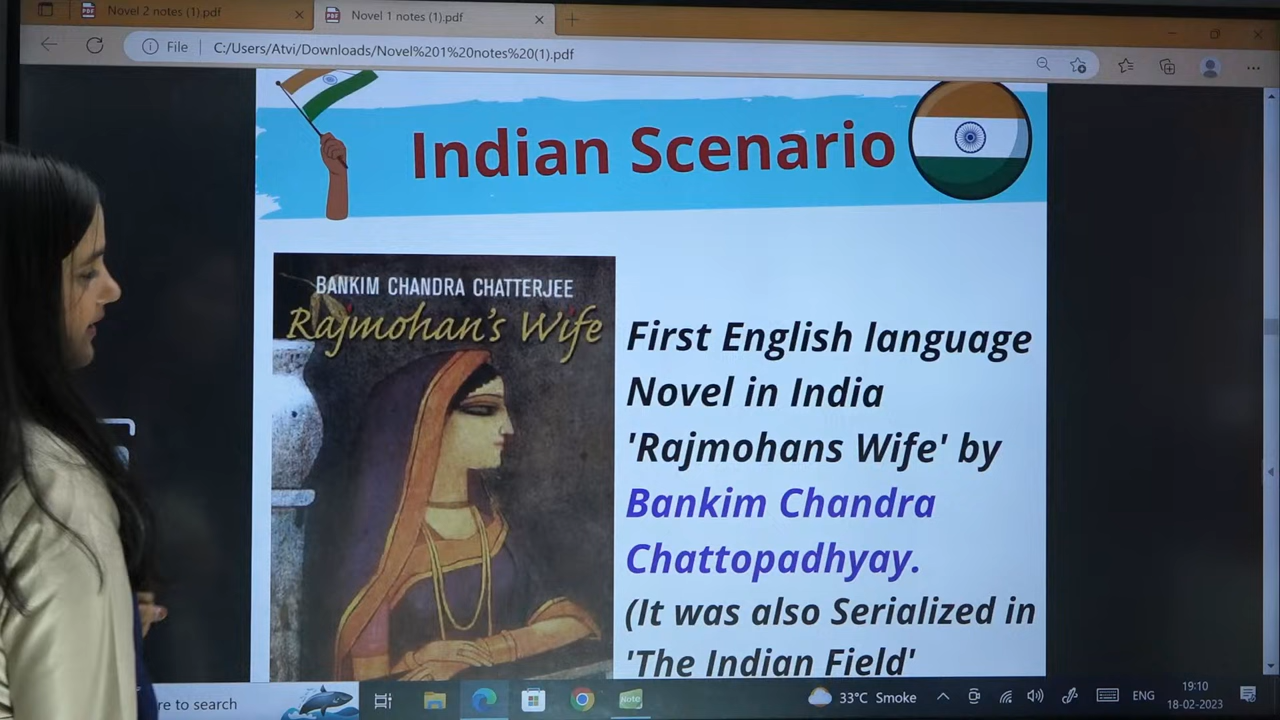 Novel 2 notes (1).pdf
Novel 1 notes (1).pdf
File
C:/Users/Atvi/Downloads/Novel%201%20notes%20(1).pdf
Indian Scenario
BANKIM CHANDRA CHATTERJEE
Rajmohan's Wife
First English language
Novel in India
'Rajmohans Wife' by
Bankim Chandra
Chattopadhyay.
(It was also Serialized in
'The Indian Field'
re to search
Note
33°C Smoke
ENG
19:10
18-02-2023